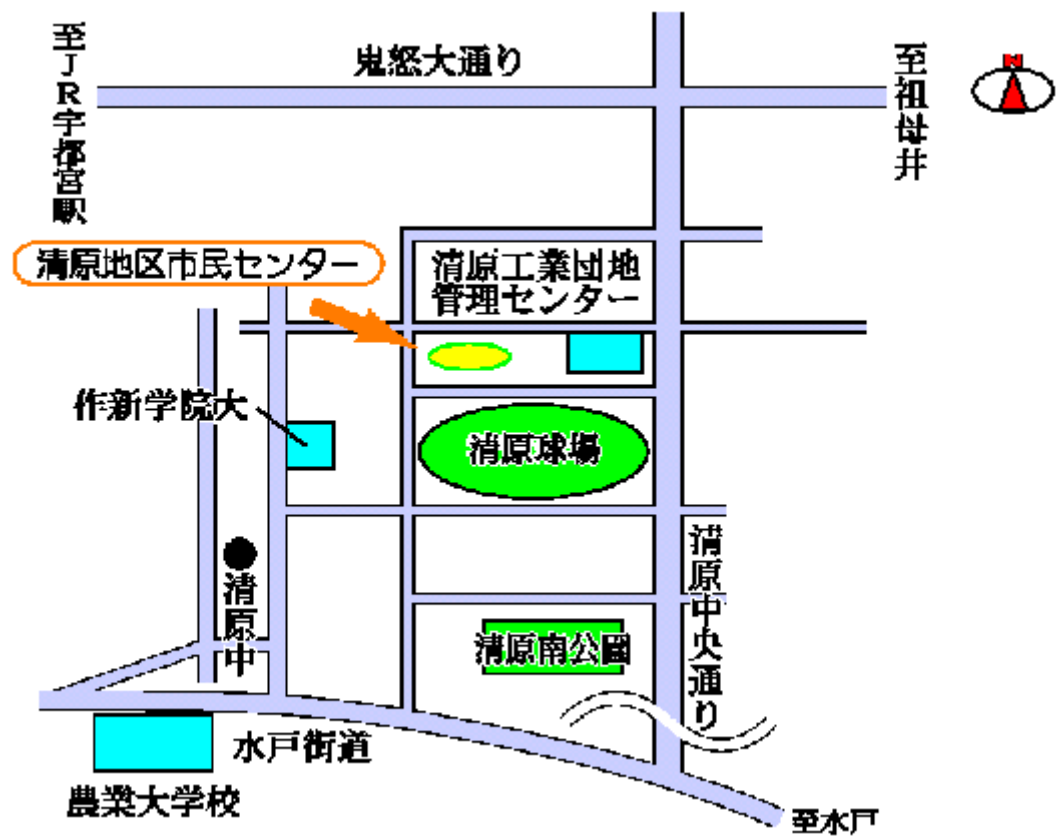 至JR宇都宮駅
鬼怒大通り
至祖母井
N
清原地区市民センター
清原工業団地
管理センター
作新学院大
清原球場
清原中
清原中央通り
清原南公園
水戸街道
農業大学校
至水戸